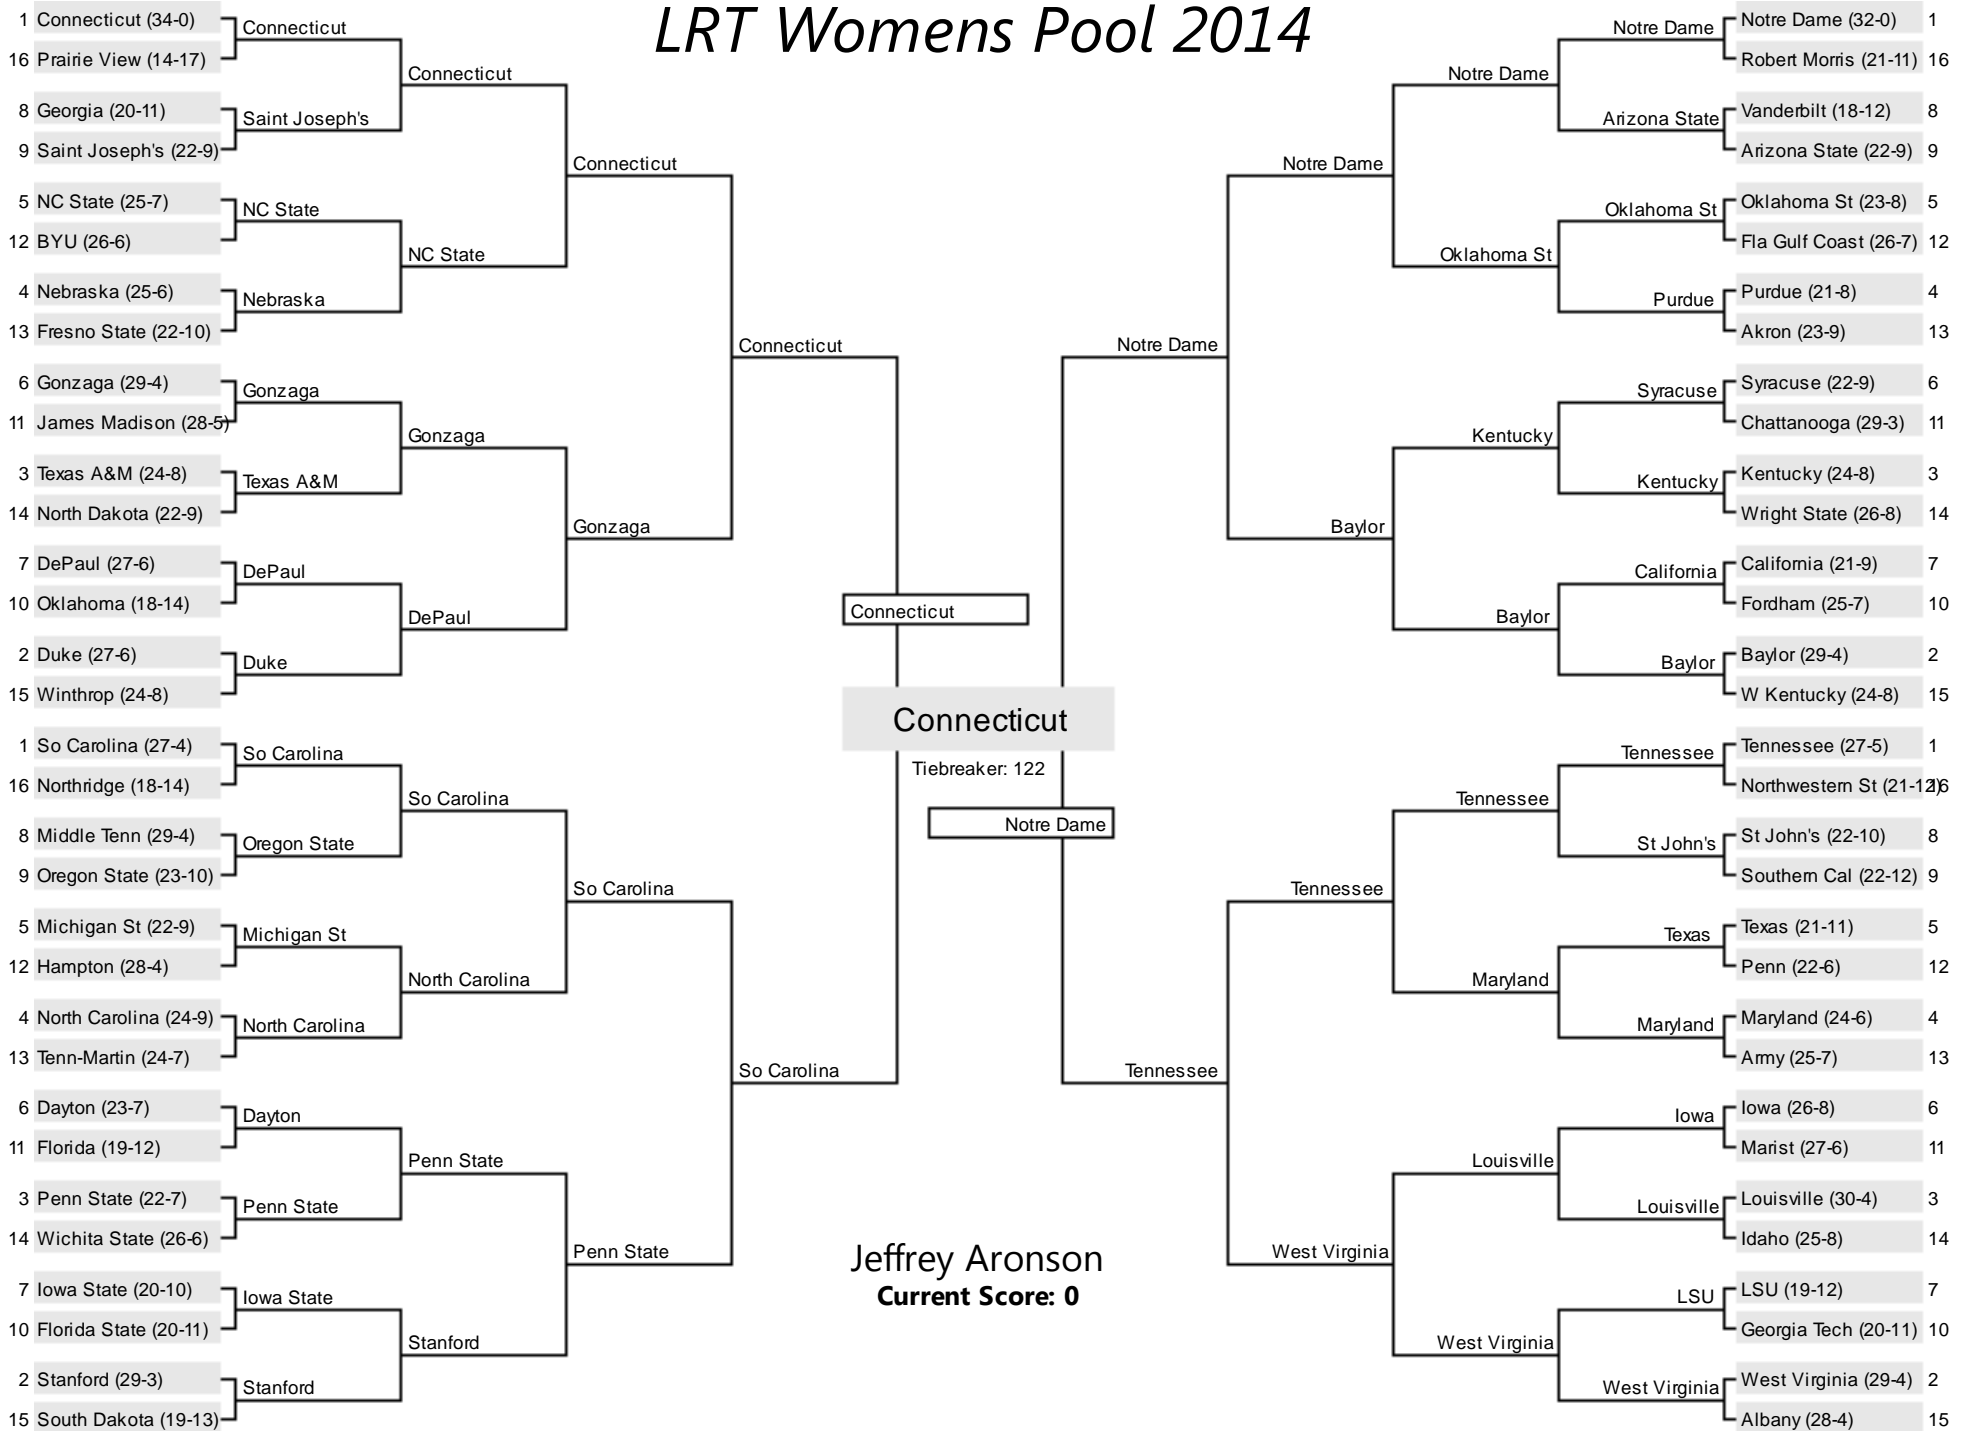 LRT Womens Pool 2014
1 Connecticut (34-0)
16 Prairie View (14-17)
8 Georgia (20-11)
9 Saint Joseph's (22-9)
5 NC State (25-7)
12 BYU (26-6)
4 Nebraska (25-6)
13 Fresno State (22-10)
6 Gonzaga (29-4)
11 James Madison (28-5)
3 Texas A&M (24-8)
14 North Dakota (22-9)
7 DePaul (27-6)
10 Oklahoma (18-14)
2 Duke (27-6)
15 Winthrop (24-8)
1 So Carolina (27-4)
16 Northridge (18-14)
8 Middle Tenn (29-4)
9 Oregon State (23-10)
5 Michigan St (22-9)
12 Hampton (28-4)
4 North Carolina (24-9)
13 Tenn-Martin (24-7)
6 Dayton (23-7)
11 Florida (19-12)
3 Penn State (22-7)
14 Wichita State (26-6)
7 Iowa State (20-10)
10 Florida State (20-11)
2 Stanford (29-3)
15 South Dakota (19-13)
Connecticut
Saint Joseph's
NC State
Nebraska
Gonzaga
Texas A&M
DePaul
Duke
So Carolina
Oregon State
Michigan St
North Carolina
Dayton
Penn State
Iowa State
Stanford
Connecticut
NC State
Gonzaga
DePaul
So Carolina
North Carolina
Penn State
Stanford
Connecticut
Gonzaga
So Carolina
Penn State
Connecticut
So Carolina
Connecticut
Connecticut
Tiebreaker: 122
Notre Dame
Jeffrey Aronson
Current Score: 0
Notre Dame
Tennessee
Notre Dame
Baylor
Tennessee
West Virginia
Notre Dame
Oklahoma St
Kentucky
Baylor
Tennessee
Maryland
Louisville
West Virginia
Notre Dame
Arizona State
Oklahoma St
Purdue
Syracuse
Kentucky
California
Baylor
Tennessee
St John's
Texas
Maryland
Iowa
Louisville
LSU
West Virginia
Notre Dame (32-0) 1
Robert Morris (21-11) 16
Vanderbilt (18-12) 8
Arizona State (22-9) 9
Oklahoma St (23-8) 5
Fla Gulf Coast (26-7) 12
Purdue (21-8) 4
Akron (23-9) 13
Syracuse (22-9) 6
Chattanooga (29-3) 11
Kentucky (24-8) 3
Wright State (26-8) 14
California (21-9) 7
Fordham (25-7) 10
Baylor (29-4) 2
W Kentucky (24-8) 15
Tennessee (27-5) 1
Northwestern St (21-12) 16
St John's (22-10) 8
Southern Cal (22-12) 9
Texas (21-11) 5
Penn (22-6) 12
Maryland (24-6) 4
Army (25-7) 13
Iowa (26-8) 6
Marist (27-6) 11
Louisville (30-4) 3
Idaho (25-8) 14
LSU (19-12) 7
Georgia Tech (20-11) 10
West Virginia (29-4) 2
Albany (28-4) 15